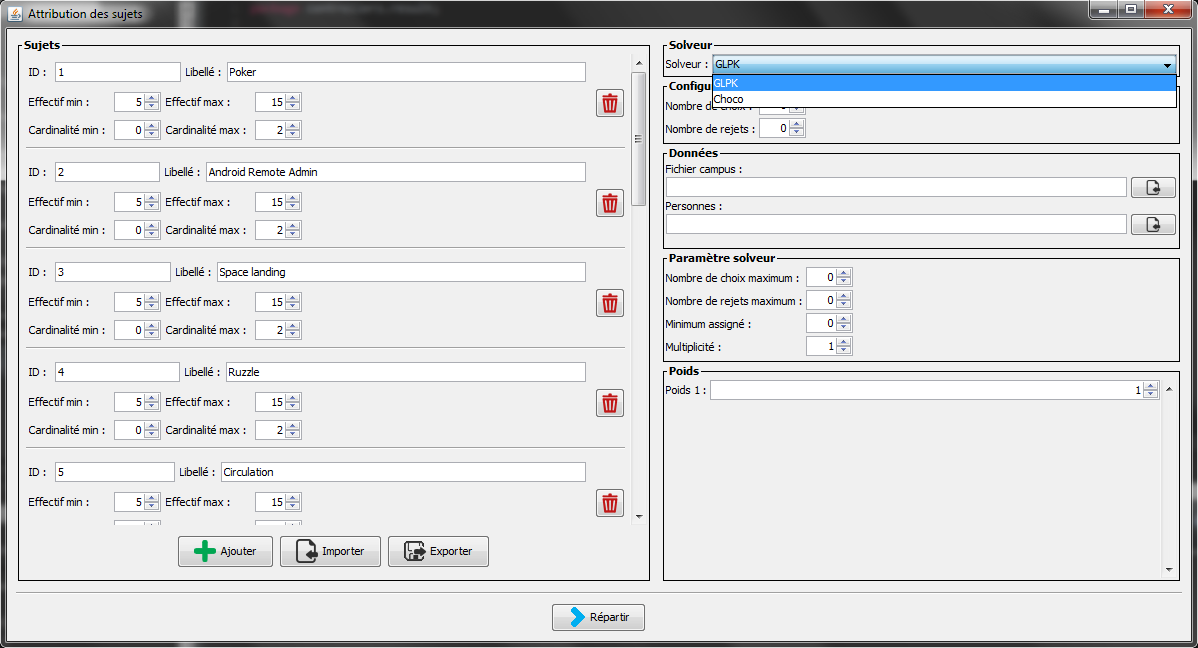 Attribution des sujets
Sujets
ID : 1 Libellé : Poker
Effectif min : 5 Effectif max : 15
Cardinalité min : 0 Cardinalité max : 2
ID : 2 Libellé : Android Remote Admin
Effectif min : 5 Effectif max : 15
Cardinalité min : 0 Cardinalité max : 2
ID : 3 Libellé : Space landing
Effectif min : 5 Effectif max : 15
Cardinalité min : 0 Cardinalité max : 2
ID : 4 Libellé : Ruzzle
Effectif min : 5 Effectif max : 15
Cardinalité min : 0 Cardinalité max : 2
ID : 5 Libellé : Circulation
Effectif min : 5 Effectif max : 15
Ajouter Importer Exporter
Solveur
Solveur : GLPK
GLPK
Choco
Configu
Nombre de choix :
Nombre de rejets : 0
Données
Fichier campus :
Personnes :
Paramètre solveur
Nombre de choix maximum : 0
Nombre de rejets maximum : 0
Minimum assigné : 0
Multiplicité : 1
Poids
Poids 1 : 1
Répartir